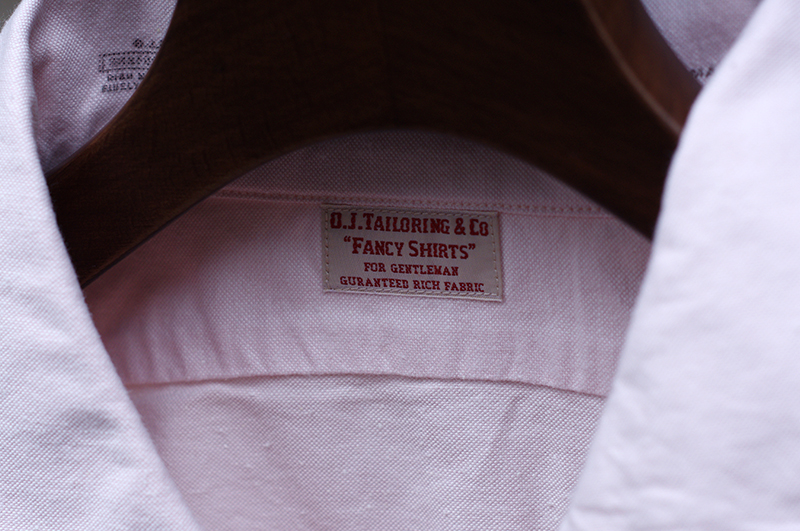 O.J.TAILORING & CO
"FANCY SHIRTS"
FOR GENTLEMAN
GURANTEED RICH FABRIC